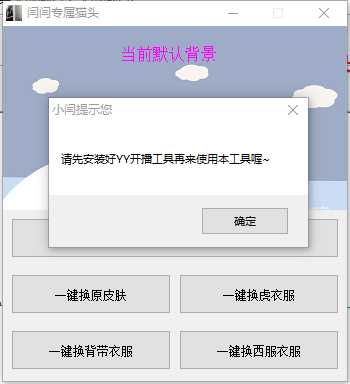 闫闫专属猫头
当前默认背景
小闫提示您
请先安装好YY开播工具再来使用本工具喔~
确定
一键换原皮肤
一键换虎衣服
一键换背带衣服
一键换西服衣服